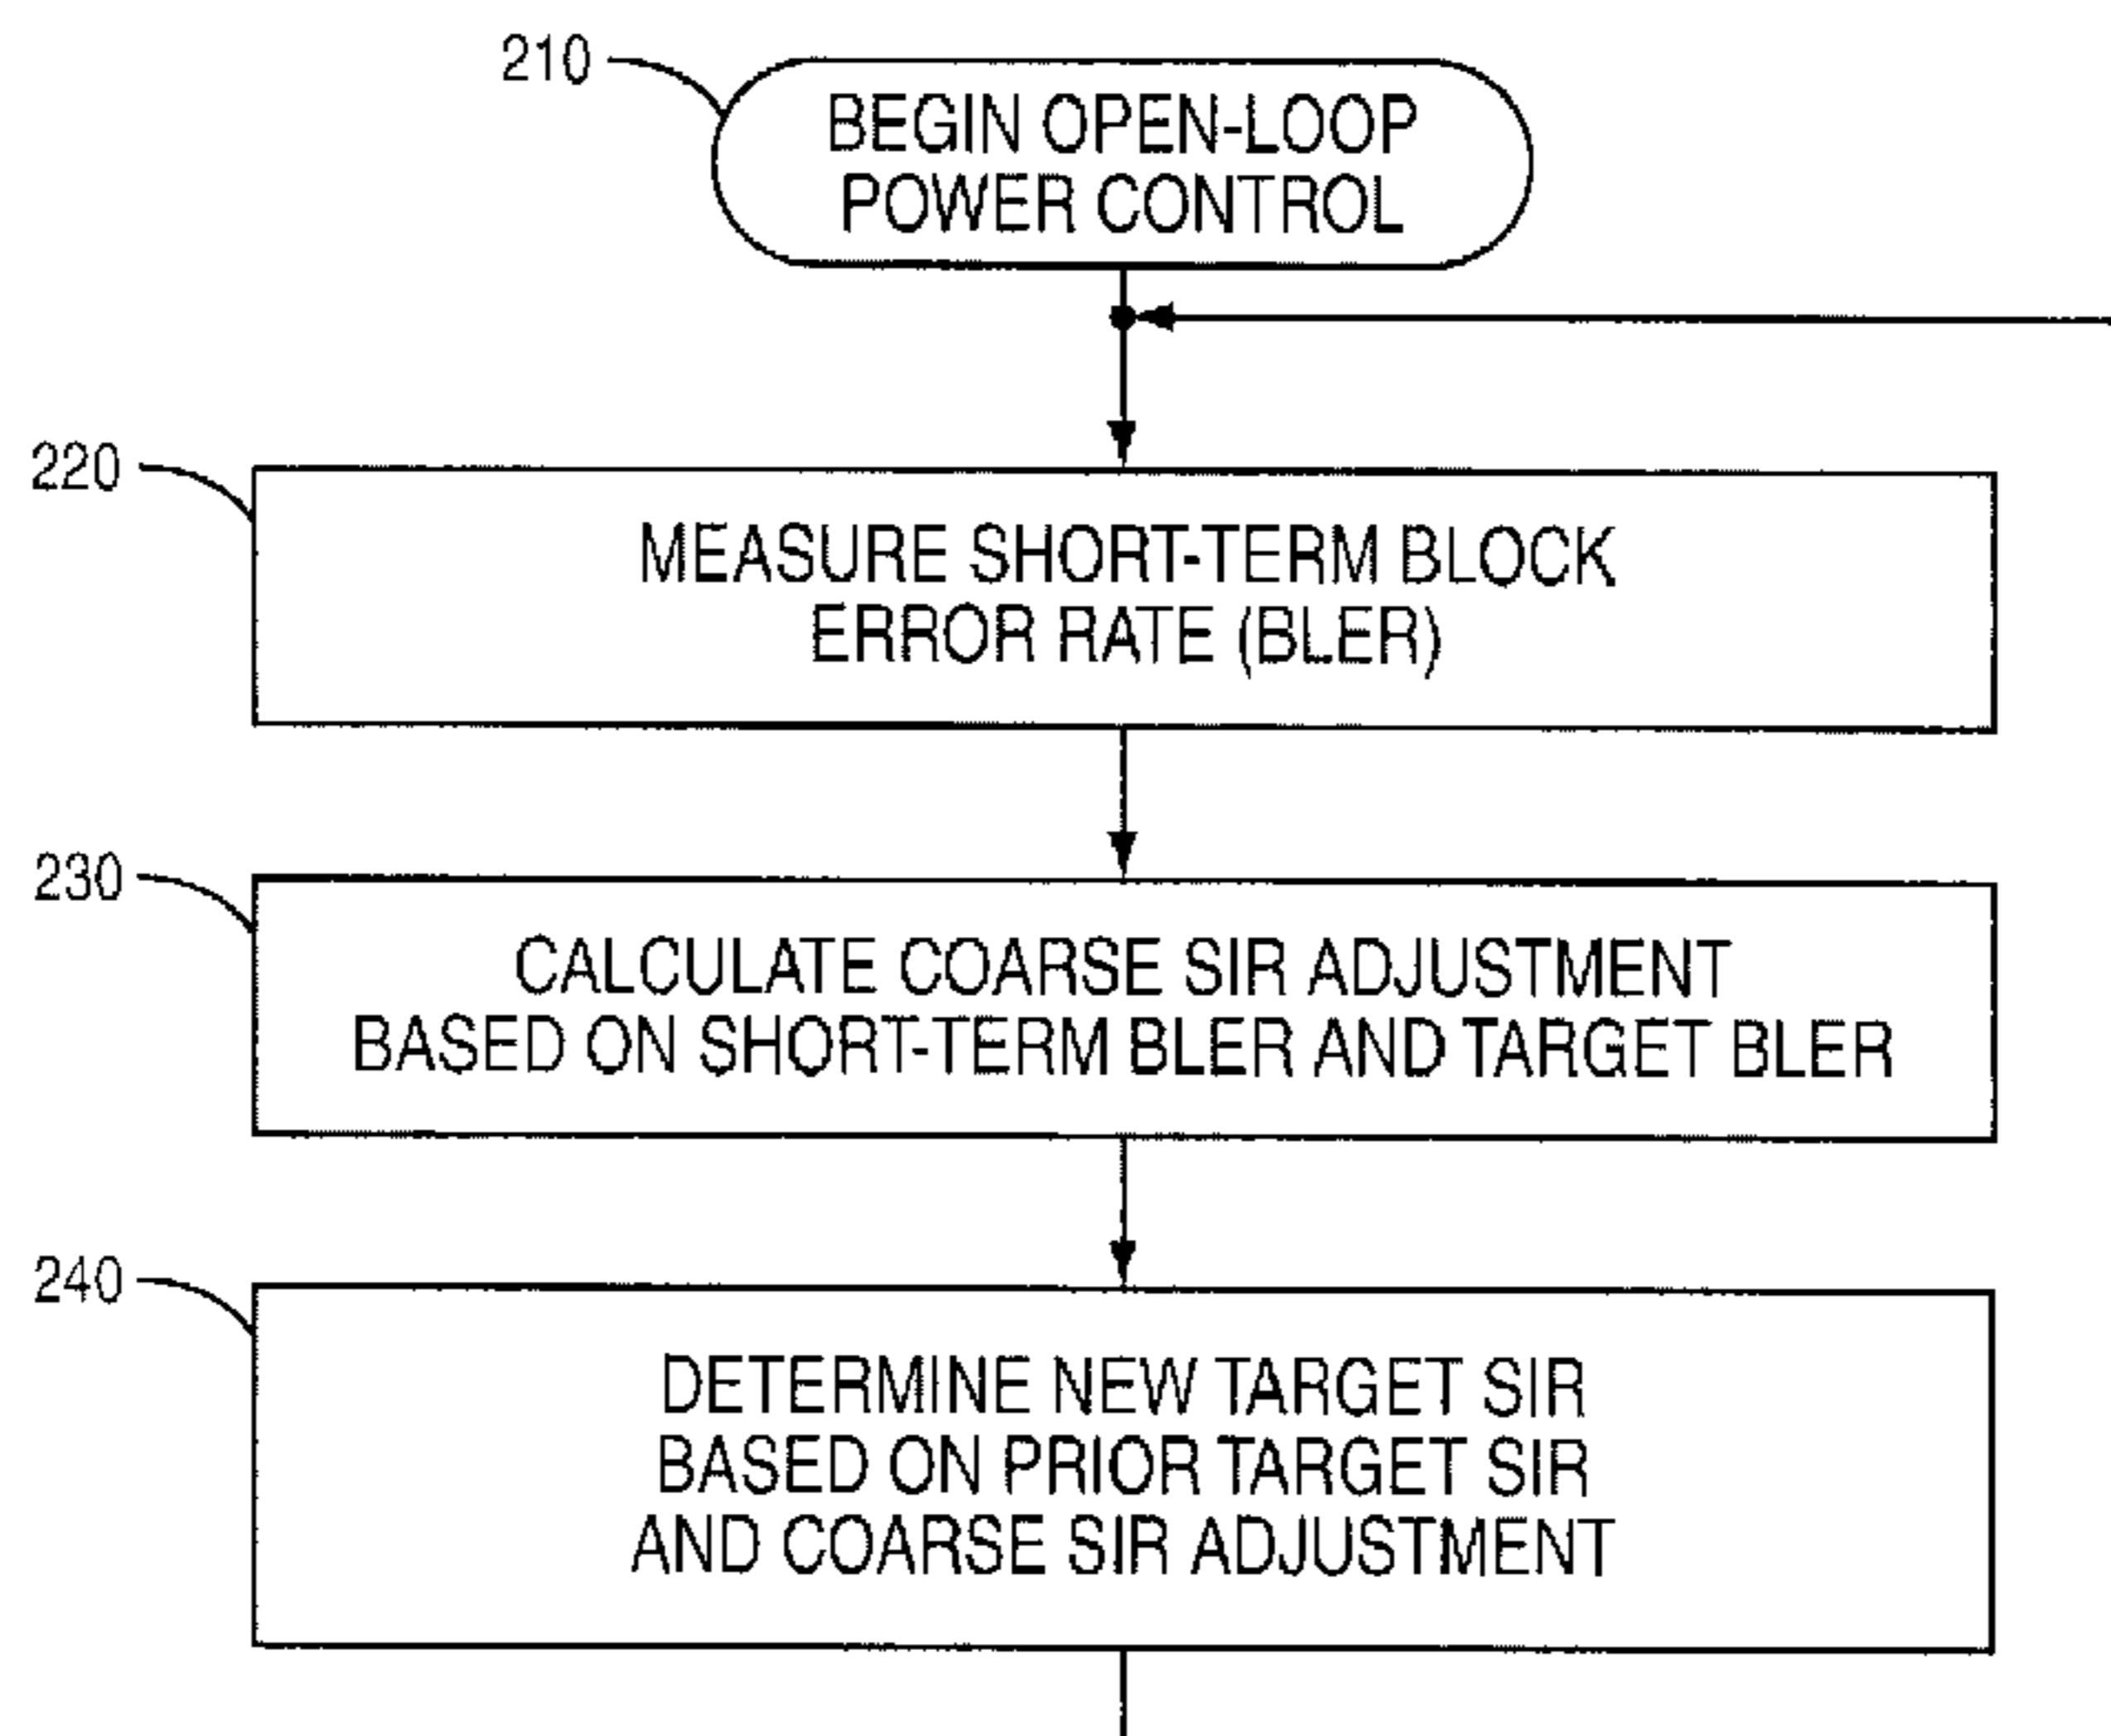 210
BEGIN OPEN-LOOP
POWER CONTROL
220
MEASURE SHORT-TERM BLOCK
ERROR RATE (BLER)
230
CALCULATE COARSE SIR ADJUSTMENT
BASED ON SHORT-TERM BLER AND TARGET BLER
240
DETERMINE NEW TARGET SIR
BASED ON PRIOR TARGET SIR
AND COARSE SIR ADJUSTMENT